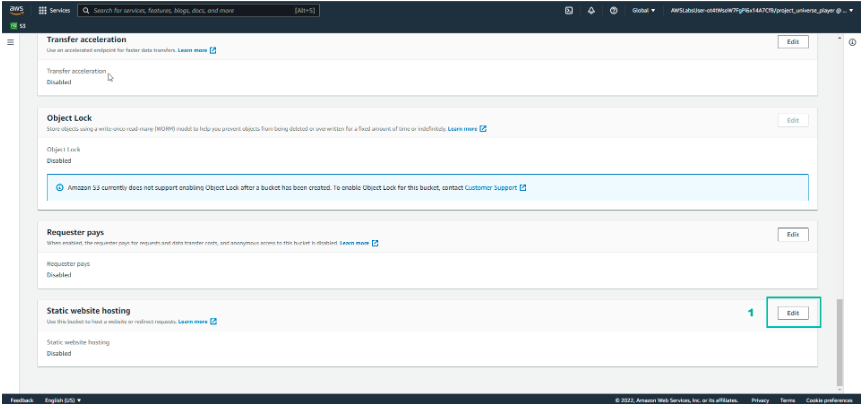 aws Services Search for services, features, blogs, docs, and more [Alt+S] Global ▼
S3
Transfer acceleration Edit
Use an accelerated endpoint for faster data transfers. Learn more
Transfer acceleration
Disabled
Object Lock Edit
Store objects using a write-once-read-many (WORM) model to help you prevent objects from being deleted or overwritten for a fixed amount of time or indefinitely. Learn more
Object Lock
Disabled
Amazon S3 currently does not support enabling Object Lock after a bucket has been created. To enable Object Lock for this bucket, contact Customer Support
Requester pays Edit
When enabled, the requester pays for requests and data transfer costs, and anonymous access to this bucket is disabled. Learn more
Requester pays
Disabled
Static website hosting 1 Edit
Use this bucket to host a website or redirect requests. Learn more
Static website hosting
Disabled
Feedback English (US) ▼ © 2022, Amazon Web Services, Inc. or its affiliates. Privacy Terms Cookie preferences